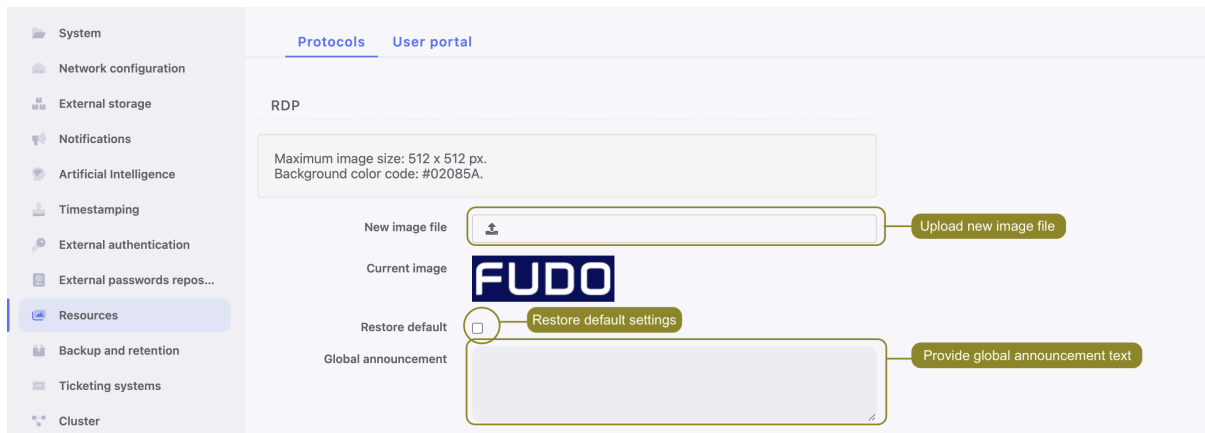 System
Network configuration
External storage
Notifications
Artificial Intelligence
Timestamping
External authentication
External passwords repos...
Resources
Backup and retention
Ticketing systems
Cluster
Protocols User portal
RDP
Maximum image size: 512 x 512 px.
Background color code: #02085A.
New image file
Upload new image file
Current image
FUDO
Restore default
Restore default settings
Global announcement
Provide global announcement text